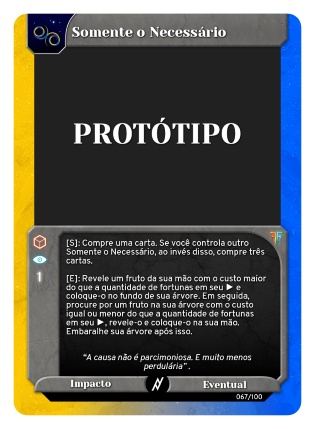 Somente o Necessário
PROTÓTIPO
[S]: Compre uma carta. Se você controla outro
Somente o Necessário, ao invés disso, compre três
cartas.
1
[E]: Revele um fruto da sua mão com o custo maior
do que a quantidade de fortunas em seu ▶ e
coloque-o no fundo de sua árvore. Em seguida,
procure por um fruto na sua árvore com o custo
igual ou menor do que a quantidade de fortunas
em seu ▶, revele-o e coloque-o na sua mão.
Embaralhe sua árvore após isso.
"A causa não é parcimoniosa. E muito menos
perdulária".
Impacto
Eventual
067/100